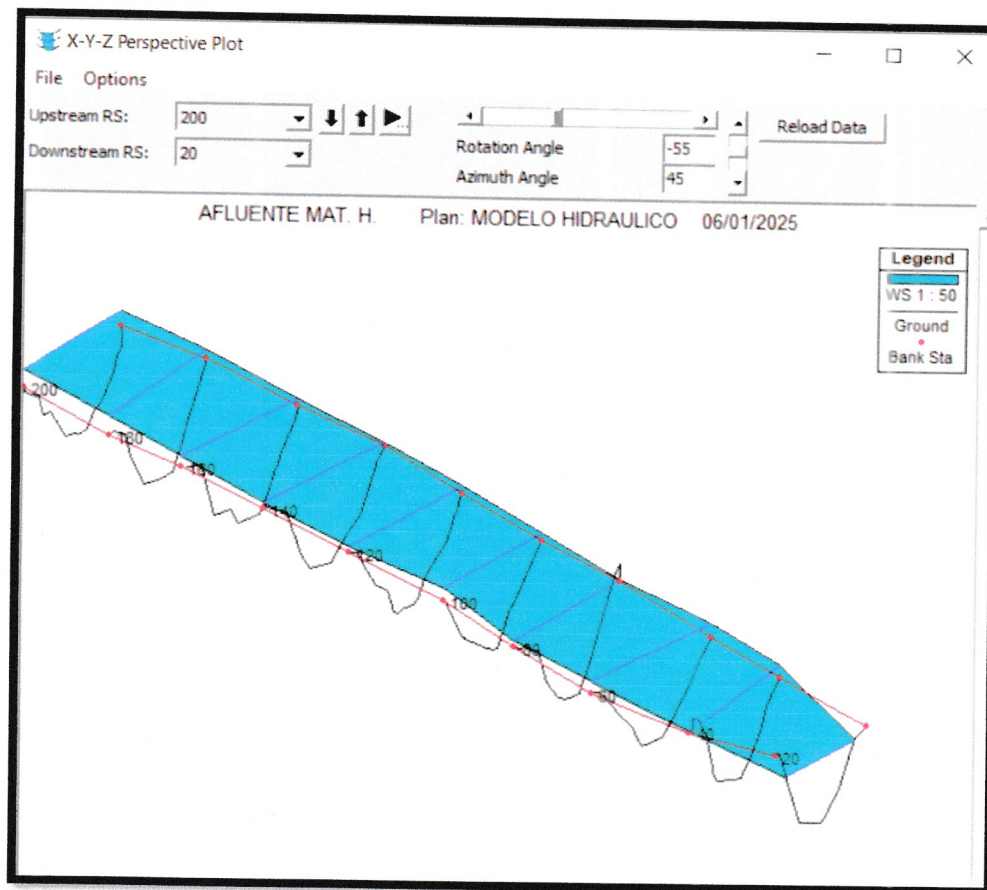 X-Y-Z Perspective Plot
File Options
Upstream RS: 200
Downstream RS: 20
Rotation Angle -55
Azimuth Angle 45
Reload Data
AFLUENTE MAT. H. Plan: MODELO HIDRAULICO 06/01/2025
Legend
WS 1 : 50
Ground
Bank Sta
200
180
160
140
120
100
80
60
40
20